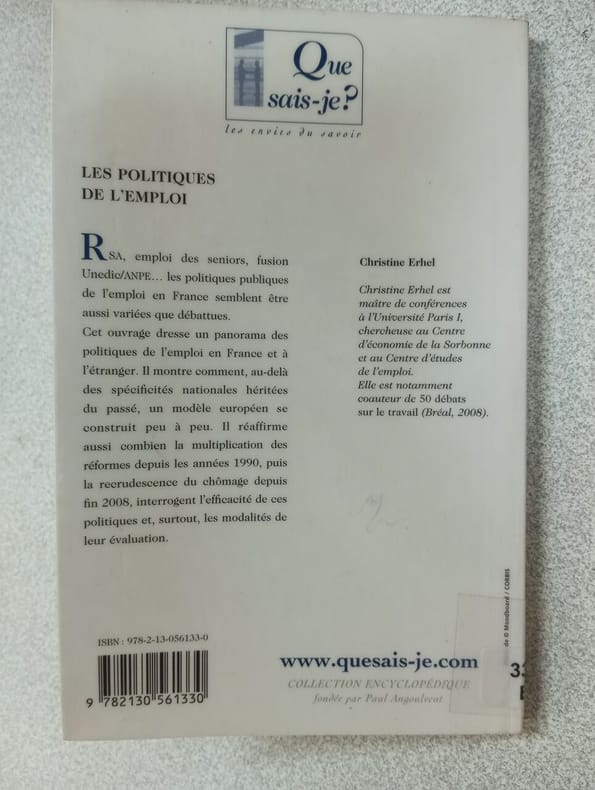 Que
sais-je?
les envies du savoir
LES POLITIQUES
DE L'EMPLOI
RSA, emploi des seniors, fusion
Unedic/ANPE... les politiques publiques
de l'emploi en France semblent être
aussi variées que débattues.
Cet ouvrage dresse un panorama des
politiques de l'emploi en France et à
l'étranger. Il montre comment, au-delà
des spécificités nationales héritées
du passé, un modèle européen se
construit peu à peu. Il réaffirme
aussi combien la multiplication des
réformes depuis les années 1990, puis
la recrudescence du chômage depuis
fin 2008, interrogent l'efficacité de ces
politiques et, surtout, les modalités de
leur évaluation.
Christine Erhel
Christine Erhel est
maître de conférences
à l'Université Paris I,
chercheuse au Centre
d'économie de la Sorbonne
et au Centre d'études
de l'emploi.
Elle est notamment
coauteur de 50 débats
sur le travail (Bréal, 2008).
ISBN : 978-2-13-056133-0
9 782130 561330
www.quesais-je.com
COLLECTION ENCYCLOPÉDIQUE
fondée par Paul Angoulvent
de © Moodboard / CORBIS